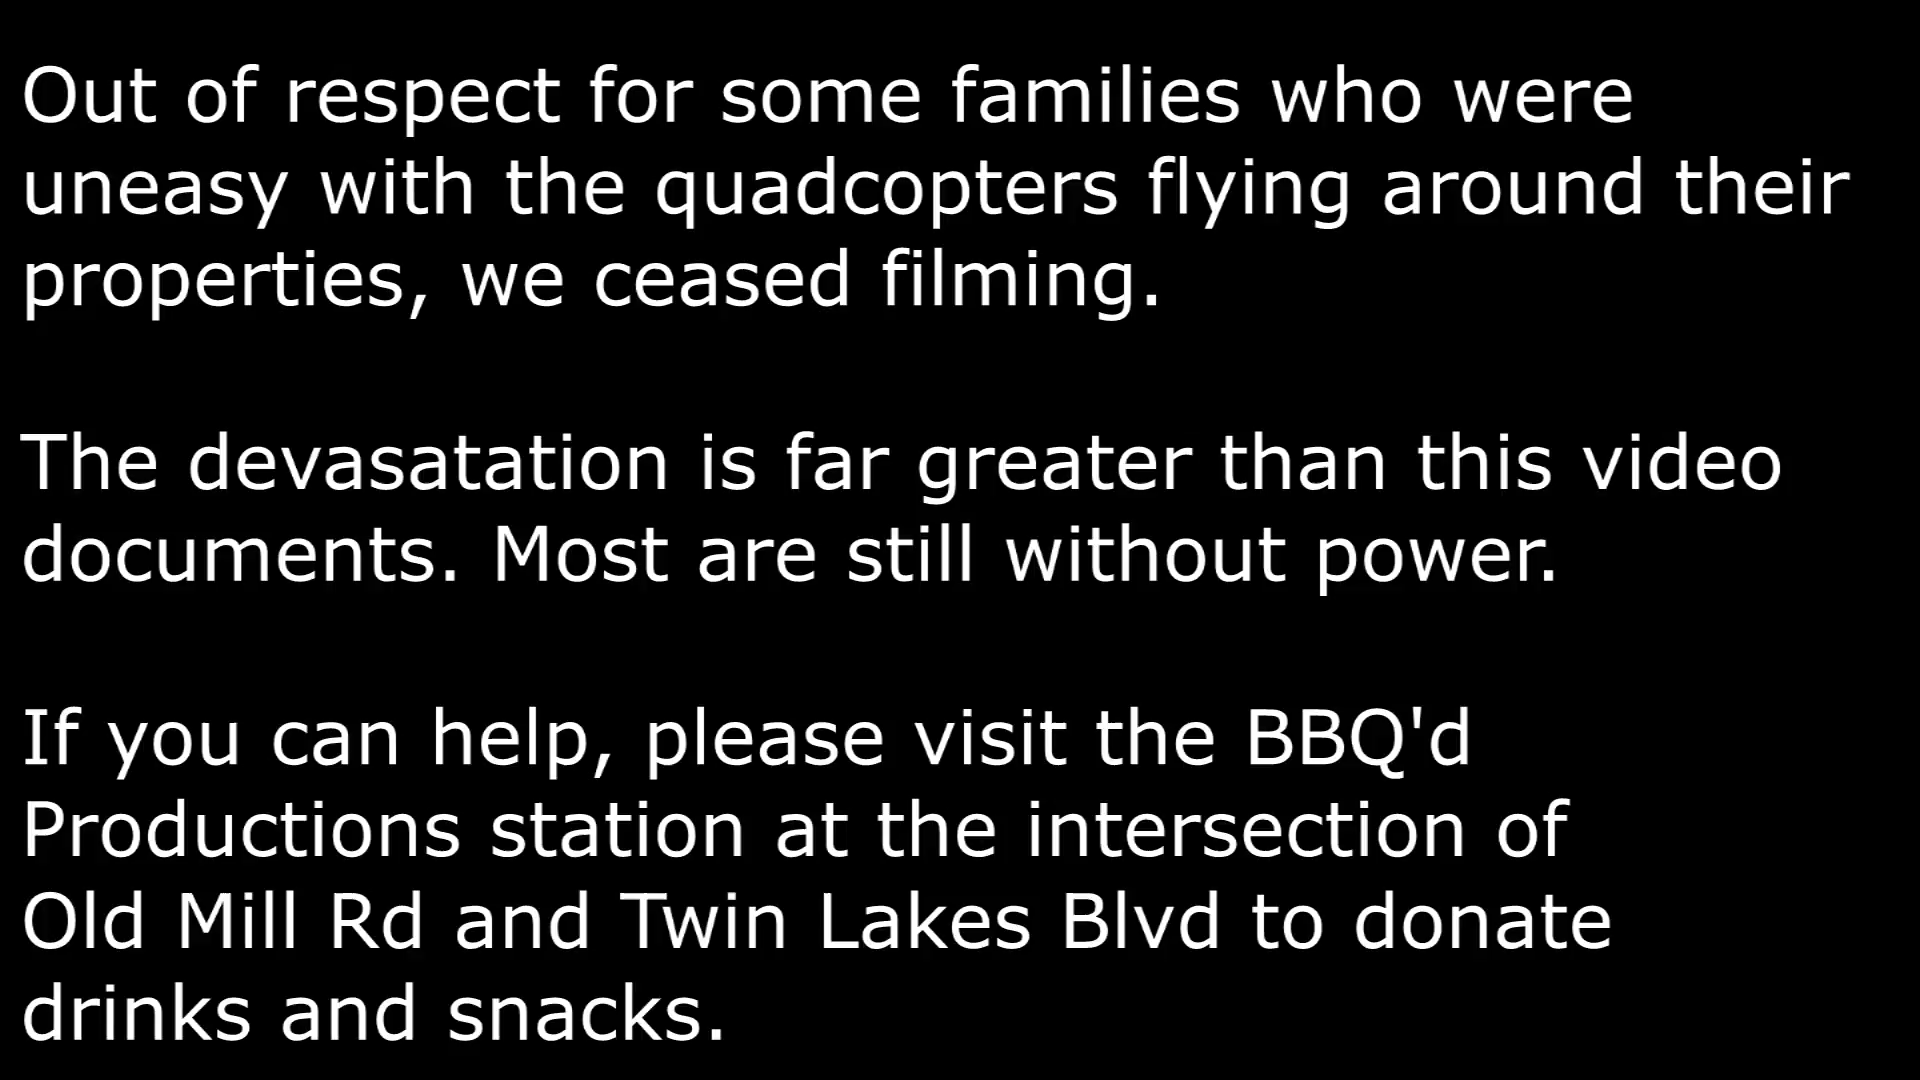 Out of respect for some families who were
uneasy with the quadcopters flying around their
properties, we ceased filming.
The devasatation is far greater than this video
documents. Most are still without power.
If you can help, please visit the BBQ'd
Productions station at the intersection of
Old Mill Rd and Twin Lakes Blvd to donate
drinks and snacks.